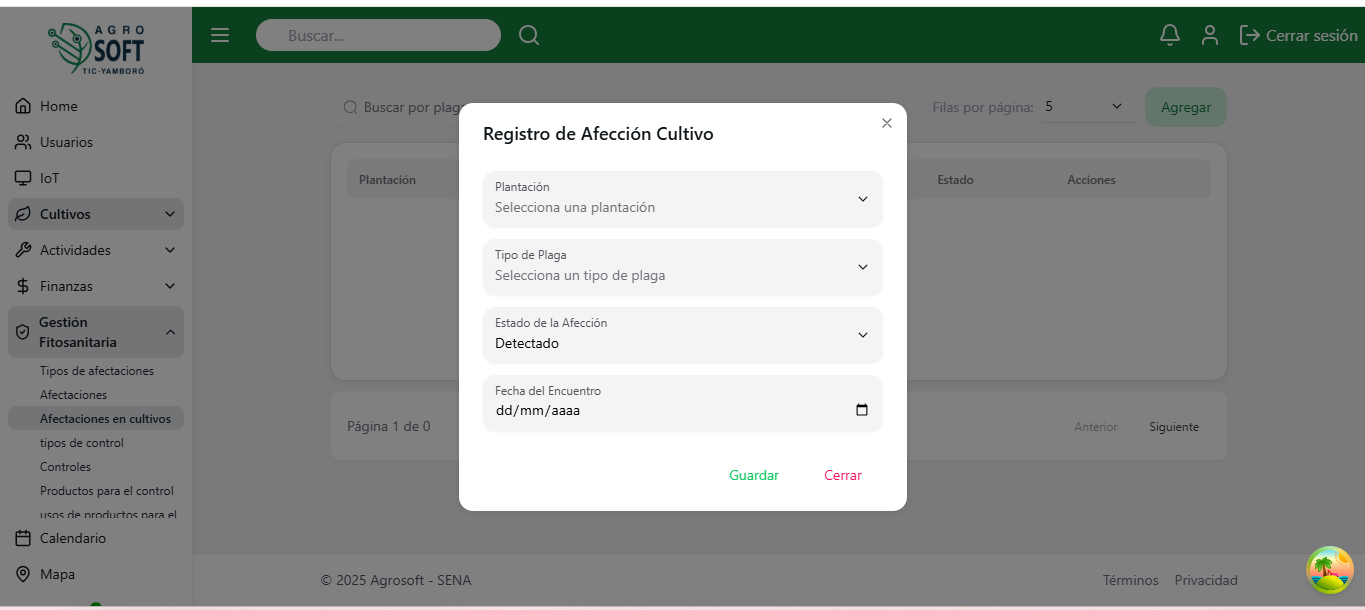 AGRO
SOFT
TIC-YAMBORÓ
Buscar...
Cerrar sesión
Home
Usuarios
IoT
Cultivos
Actividades
Finanzas
Gestión
Fitosanitaria
Tipos de afectaciones
Afectaciones
Afectaciones en cultivos
tipos de control
Controles
Productos para el control
usos de productos para el
Calendario
Mapa
Buscar por plag
Filas por página: 5
Agregar
Plantación
Estado
Acciones
Registro de Afección Cultivo
Plantación
Selecciona una plantación
Tipo de Plaga
Selecciona un tipo de plaga
Estado de la Afección
Detectado
Fecha del Encuentro
dd/mm/aaaa
Guardar
Cerrar
Página 1 de 0
Anterior
Siguiente
© 2025 Agrosoft - SENA
Términos
Privacidad